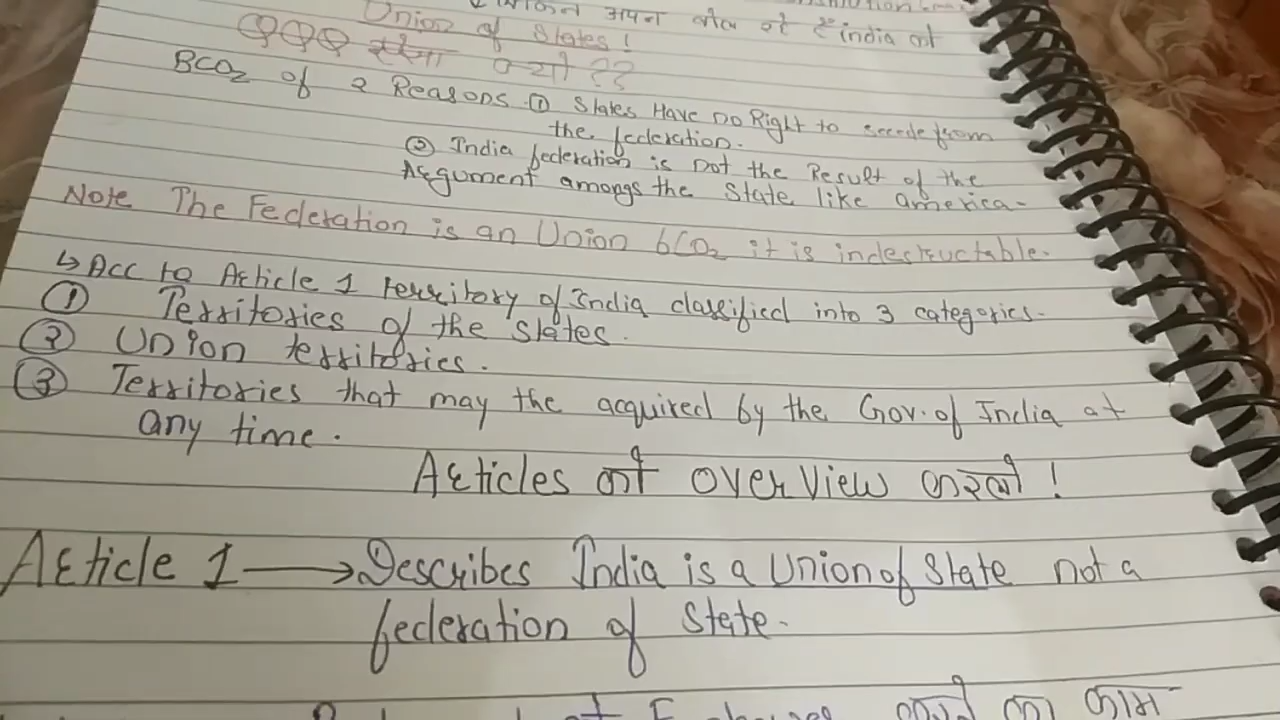 अपन india को
Union of States!
ऐसा क्यों ??
BCO2 of 2 Reasons ① States Have no Right to secede from
the federation.
② India federation is not the Result of the
Argument amongs the State like america-
Note The Federation is an Union bCO2 it is indestructable.
↳ Acc to Article 1 territory of India classified into 3 categories-
① Territories of the States.
② Union territories.
③ Territories that may the acquired by the Gov. of India at
any time.
Articles को overview करलो !
Article 1 → Describes India is a Union of State not a
federation of State-
का काम